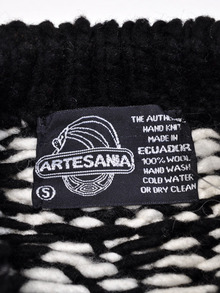 ARTESANIA
S
THE AUTHENTIC
HAND KNIT
MADE IN
ECUADOR
100% WOOL
HAND WASH
COLD WATER
OR DRY CLEAN